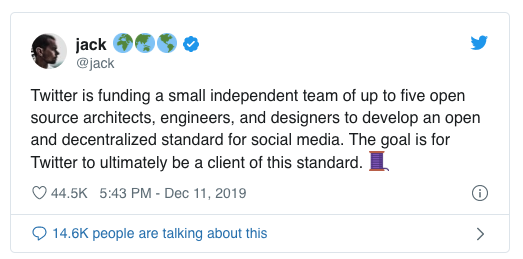 jack 🌍🌏🌎
@jack
Twitter is funding a small independent team of up to five open
source architects, engineers, and designers to develop an open
and decentralized standard for social media. The goal is for
Twitter to ultimately be a client of this standard. 🧵
44.5K 5:43 PM - Dec 11, 2019
14.6K people are talking about this